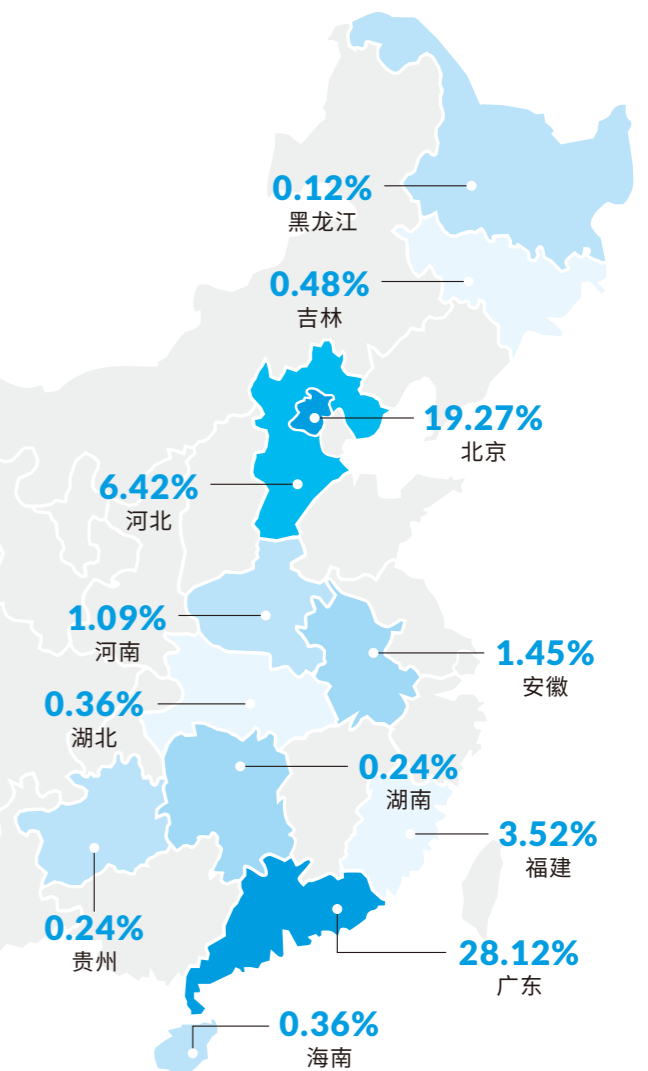 0.12%
黑龙江
0.48%
吉林
19.27%
北京
6.42%
河北
1.09%
河南
1.45%
安徽
0.36%
湖北
0.24%
湖南
3.52%
福建
0.24%
贵州
28.12%
广东
0.36%
海南